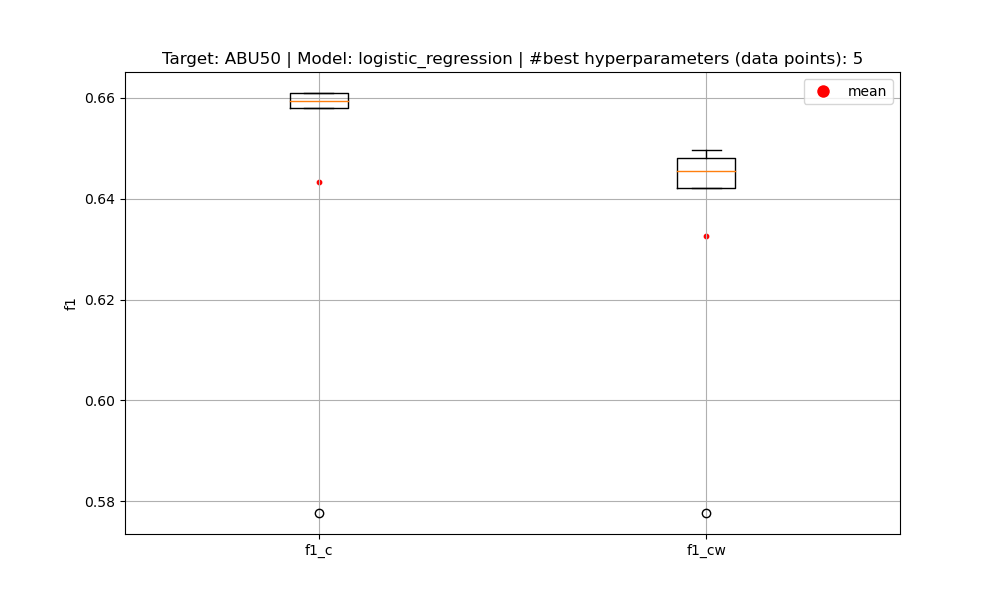 Target: ABU50 | Model: logistic_regression | #best hyperparameters (data points): 5
mean
f1
0.66
0.64
0.62
0.60
0.58
f1_c
f1_cw